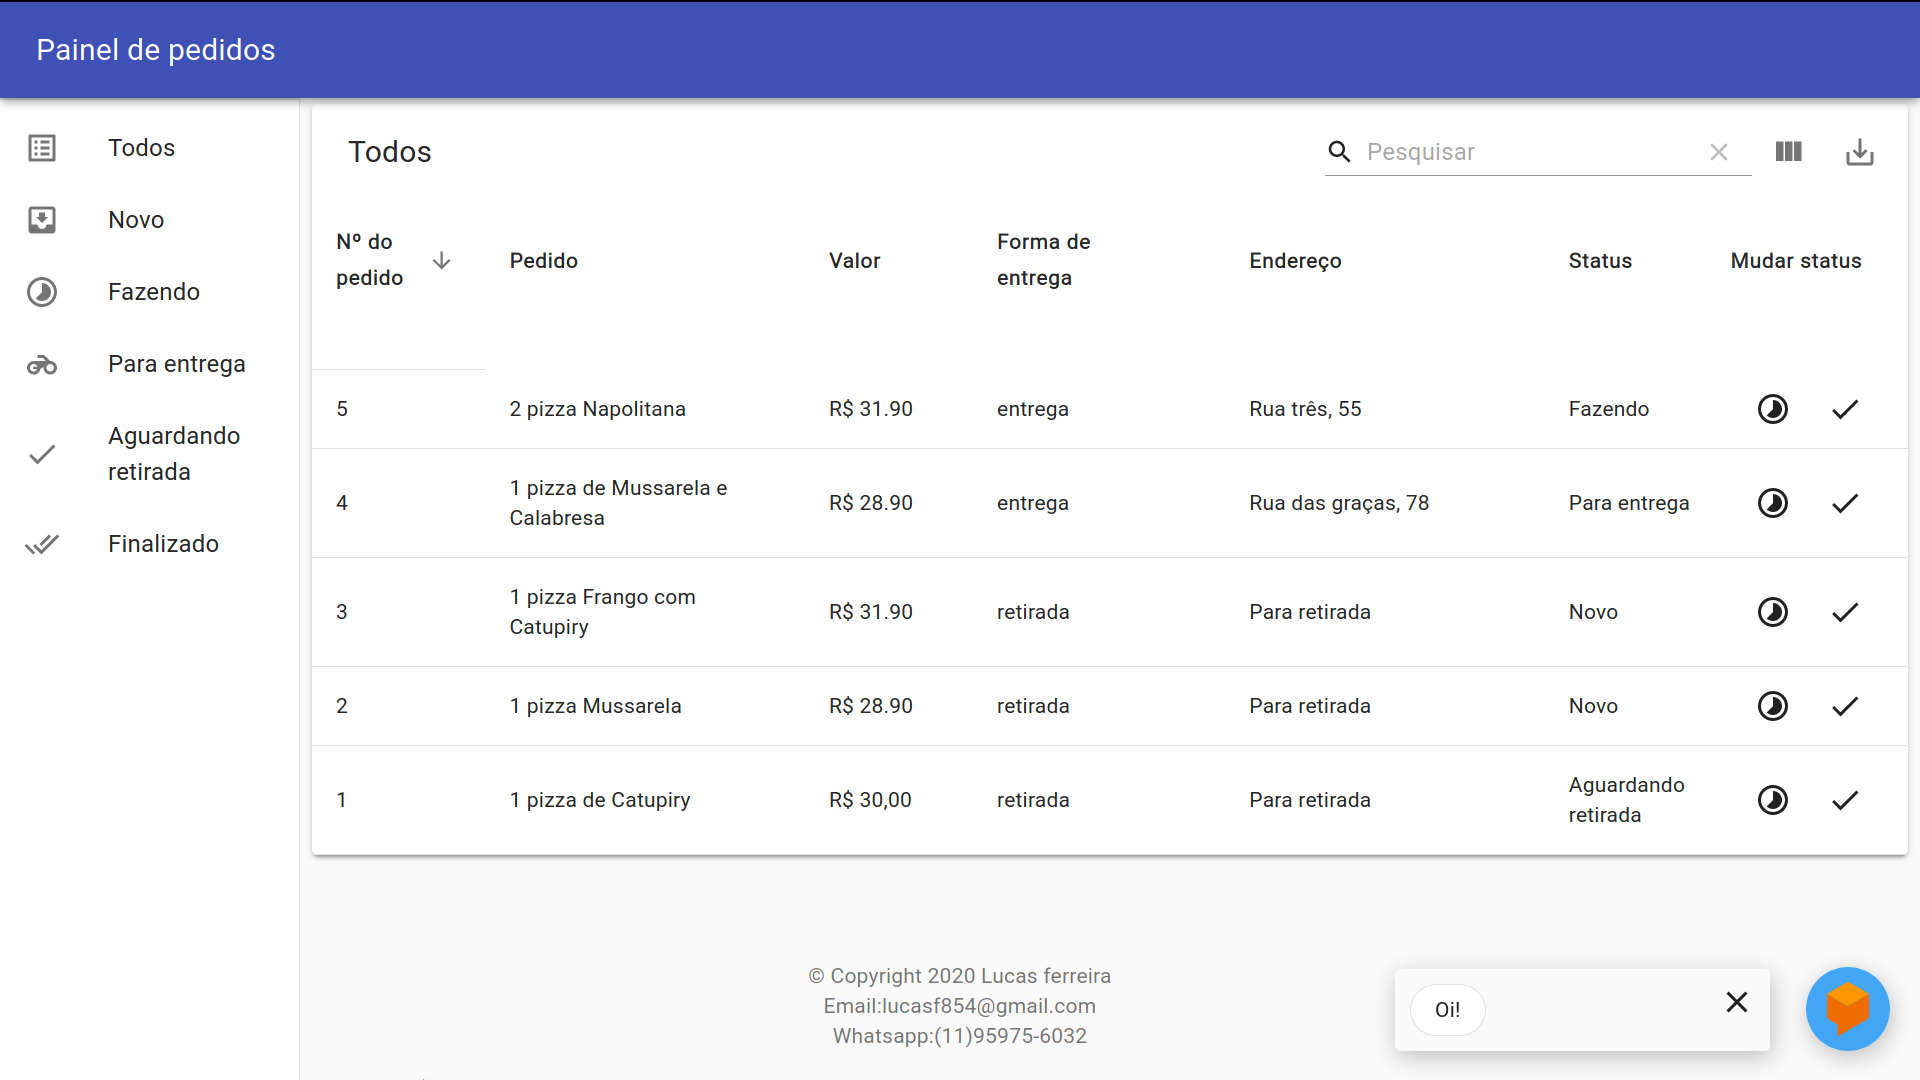 Painel de pedidos
Todos
Novo
Fazendo
Para entrega
Aguardando
retirada
Finalizado
Todos
Pesquisar
Nº do
pedido
Pedido
Valor
Forma de
entrega
Endereço
Status
Mudar status
5
2 pizza Napolitana
R$ 31.90
entrega
Rua três, 55
Fazendo
4
1 pizza de Mussarela e
Calabresa
R$ 28.90
entrega
Rua das graças, 78
Para entrega
3
1 pizza Frango com
Catupiry
R$ 31.90
retirada
Para retirada
Novo
2
1 pizza Mussarela
R$ 28.90
retirada
Para retirada
Novo
1
1 pizza de Catupiry
R$ 30,00
retirada
Para retirada
Aguardando
retirada
© Copyright 2020 Lucas ferreira
Email:lucasf854@gmail.com
Whatsapp:(11)95975-6032
Oi!